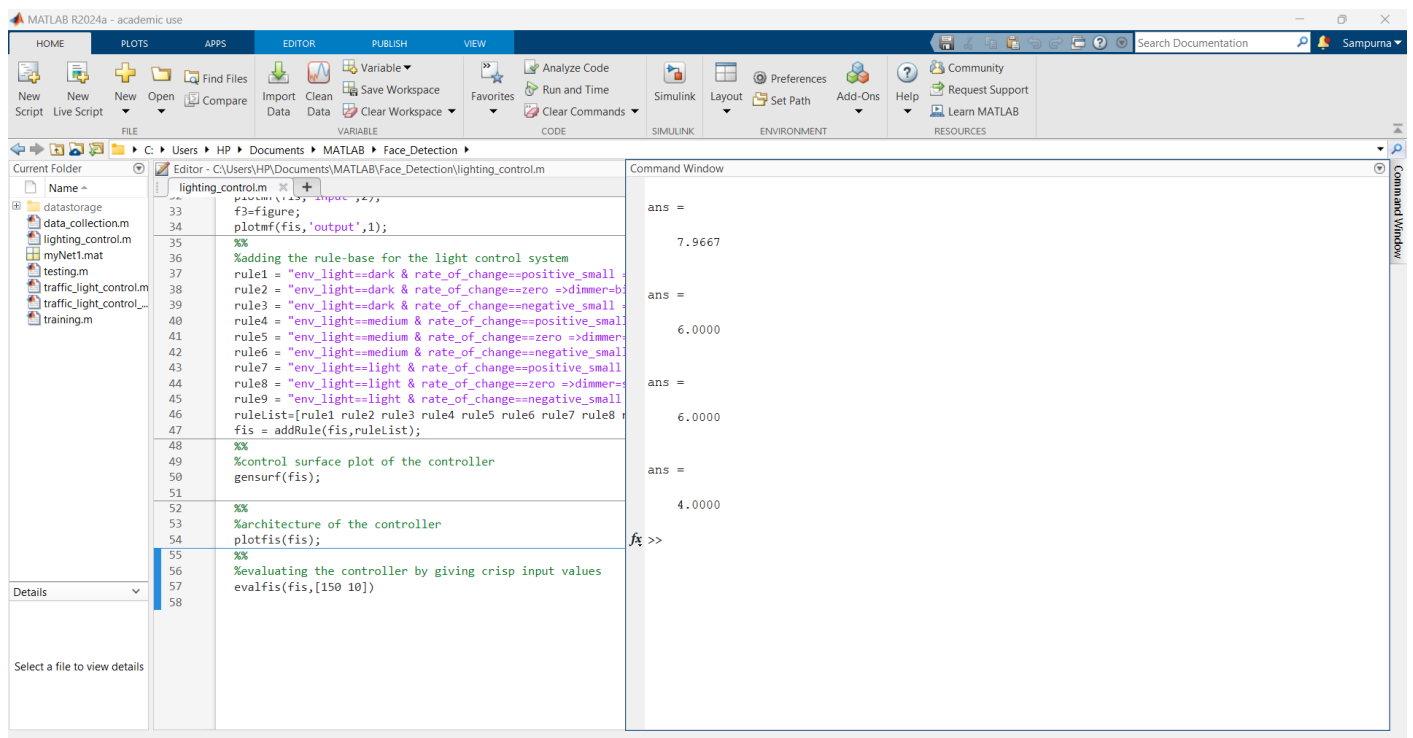 MATLAB R2024a - academic use
HOME PLOTS APPS EDITOR PUBLISH VIEW Search Documentation Sampurna
New Script
New Live Script
New
Open
Find Files
Compare
Import Data
Clean Data
Variable
Save Workspace
Clear Workspace
Favorites
Analyze Code
Run and Time
Clear Commands
Simulink
Layout
Preferences
Set Path
Add-Ons
Help
Community
Request Support
Learn MATLAB
FILE VARIABLE CODE SIMULINK ENVIRONMENT RESOURCES
C: Users HP Documents MATLAB Face_Detection
Current Folder
Name
datastorage
data_collection.m
lighting_control.m
myNet1.mat
testing.m
traffic_light_control.m
traffic_light_control_...
training.m
Details
Select a file to view details
Editor - C:\Users\HP\Documents\MATLAB\Face_Detection\lighting_control.m
lighting_control.m
32 plotmf(fis,'input',2);
33 f3=figure;
34 plotmf(fis,'output',1);
35 %%
36 %adding the rule-base for the light control system
37 rule1 = "env_light==dark & rate_of_change==positive_small =
38 rule2 = "env_light==dark & rate_of_change==zero =>dimmer=bi
39 rule3 = "env_light==dark & rate_of_change==negative_small =
40 rule4 = "env_light==medium & rate_of_change==positive_small
41 rule5 = "env_light==medium & rate_of_change==zero =>dimmer=
42 rule6 = "env_light==medium & rate_of_change==negative_small
43 rule7 = "env_light==light & rate_of_change==positive_small
44 rule8 = "env_light==light & rate_of_change==zero =>dimmer=s
45 rule9 = "env_light==light & rate_of_change==negative_small
46 ruleList=[rule1 rule2 rule3 rule4 rule5 rule6 rule7 rule8 r
47 fis = addRule(fis,ruleList);
48 %%
49 %control surface plot of the controller
50 gensurf(fis);
51
52 %%
53 %architecture of the controller
54 plotfis(fis);
55 %%
56 %evaluating the controller by giving crisp input values
57 evalfis(fis,[150 10])
58
Command Window
ans =
7.9667
ans =
6.0000
ans =
6.0000
ans =
4.0000
fx >>
Command Window